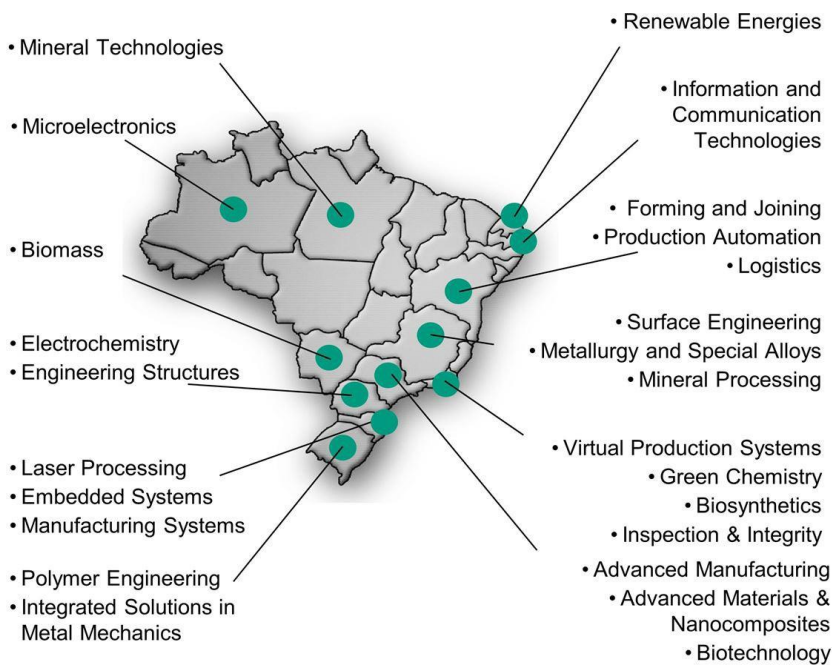 • Mineral Technologies
• Microelectronics
• Biomass
• Electrochemistry
• Engineering Structures
• Laser Processing
• Embedded Systems
• Manufacturing Systems
• Polymer Engineering
• Integrated Solutions in
Metal Mechanics
• Renewable Energies
• Information and
Communication
Technologies
• Forming and Joining
• Production Automation
• Logistics
• Surface Engineering
• Metallurgy and Special Alloys
• Mineral Processing
• Virtual Production Systems
• Green Chemistry
• Biosynthetics
• Inspection & Integrity
• Advanced Manufacturing
• Advanced Materials &
Nanocomposites
• Biotechnology